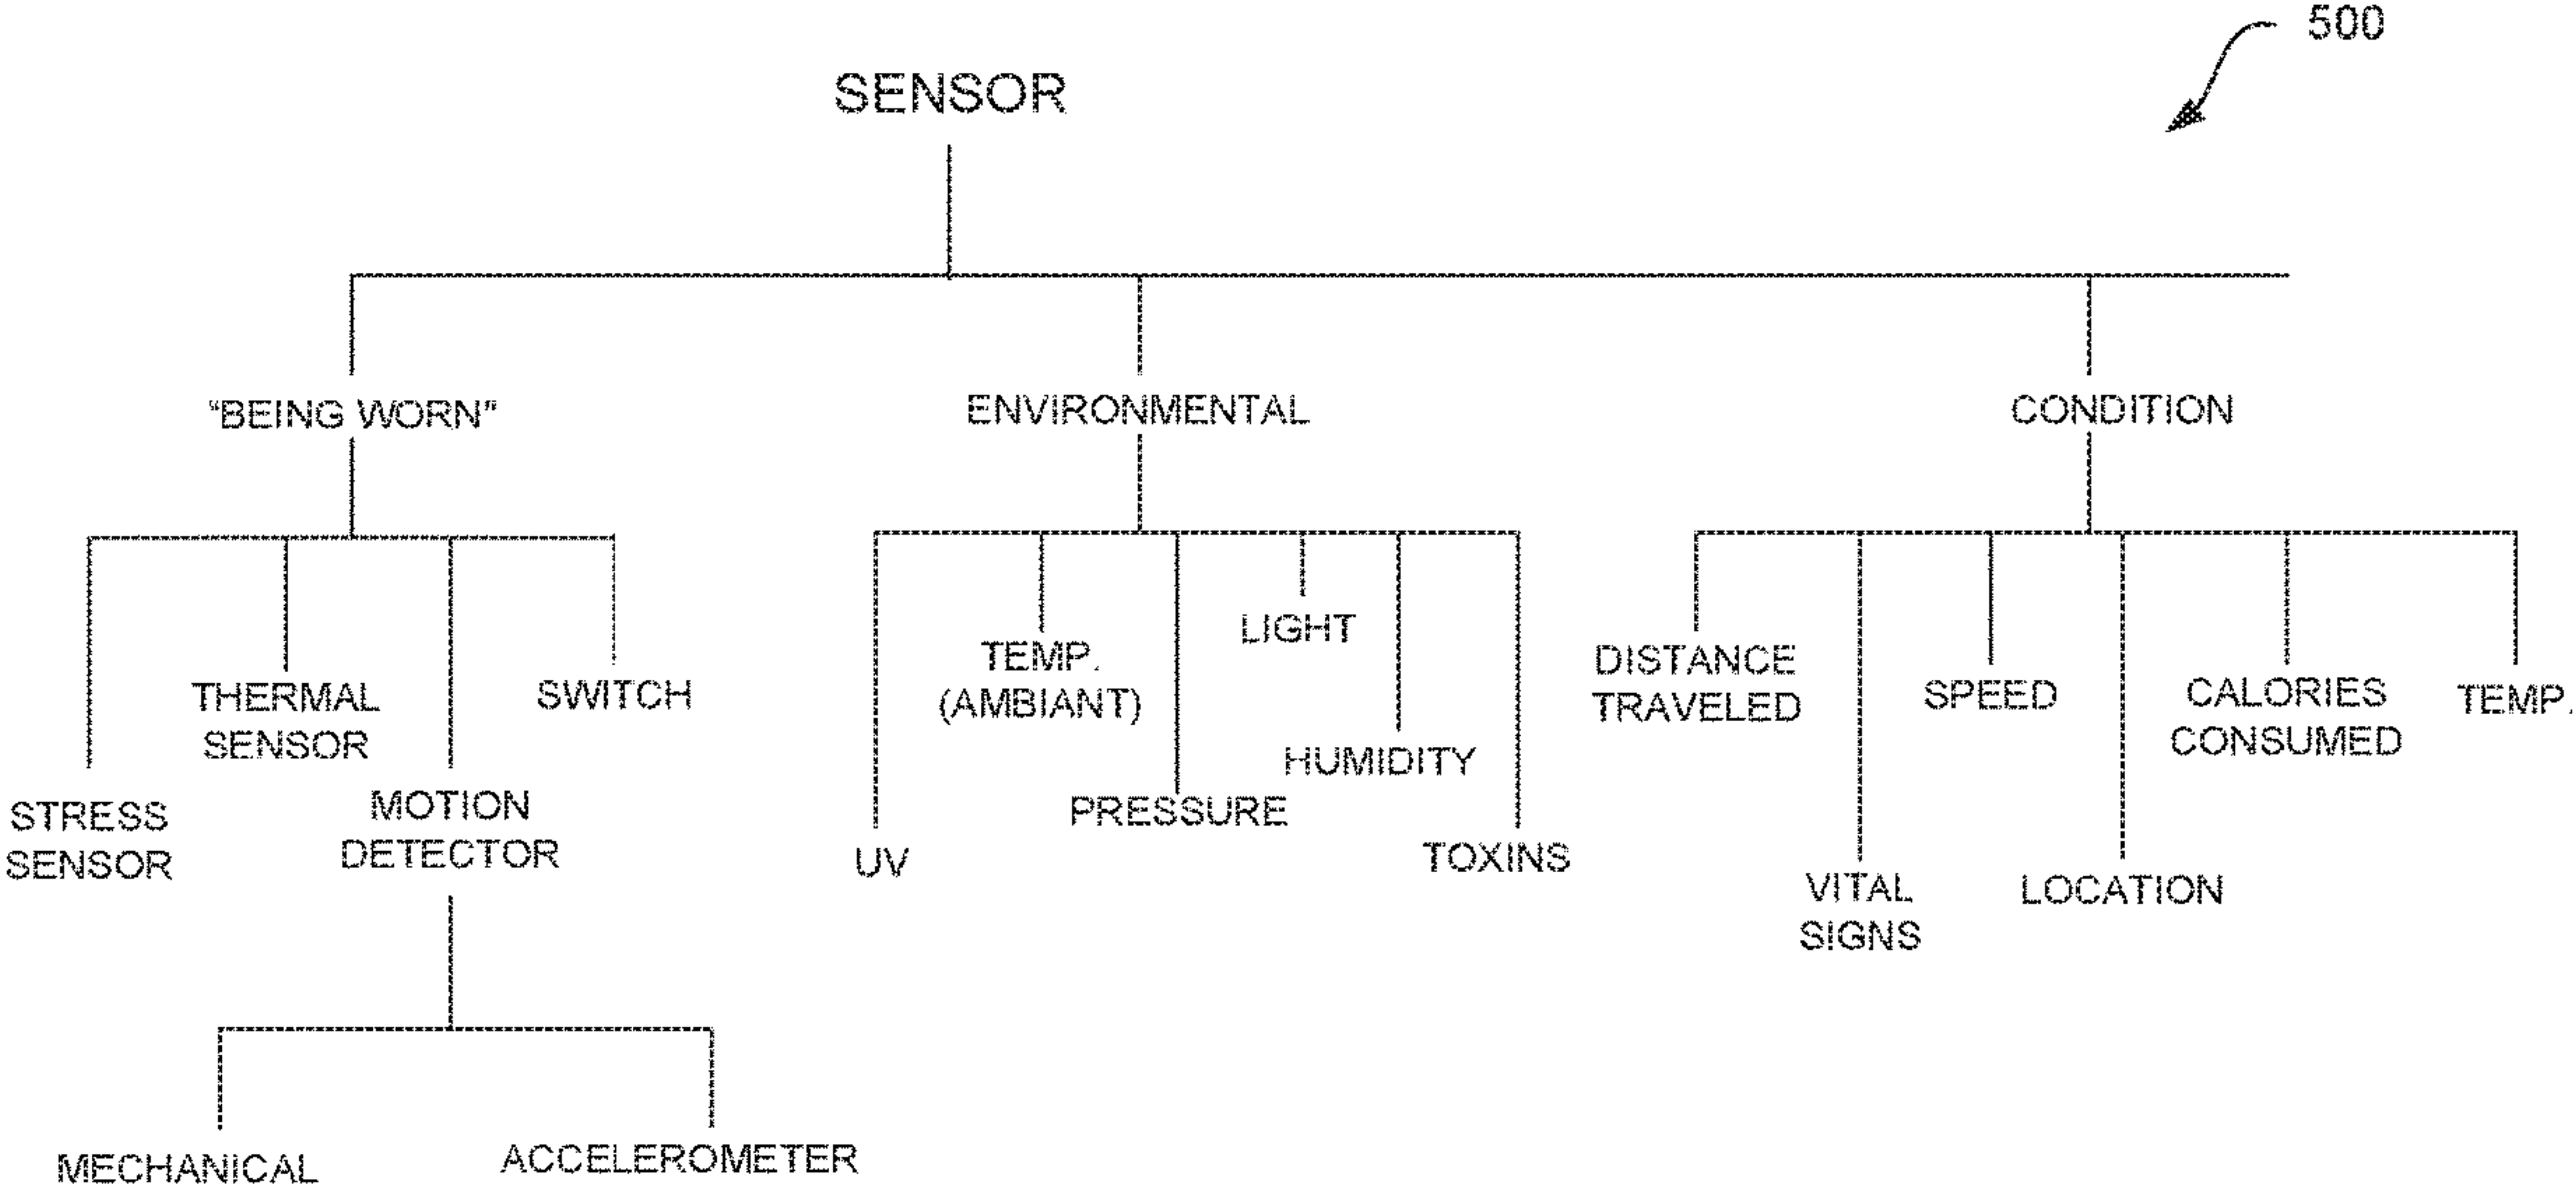 500
SENSOR
“BEING WORN”
ENVIRONMENTAL
CONDITION
STRESS
SENSOR
THERMAL
SENSOR
MOTION
DETECTOR
SWITCH
UV
TEMP.
(AMBIANT)
PRESSURE
LIGHT
HUMIDITY
TOXINS
DISTANCE
TRAVELED
VITAL
SIGNS
SPEED
LOCATION
CALORIES
CONSUMED
TEMP.
MECHANICAL
ACCELEROMETER